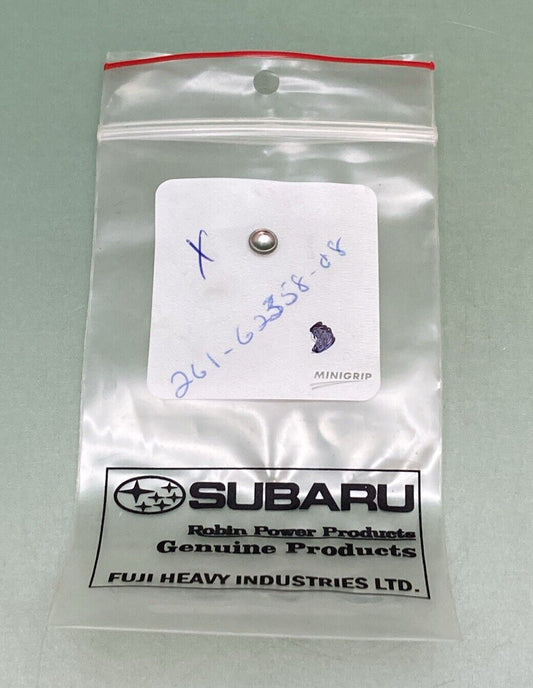 X
261-62358-08
MINIGRIP
SUBARU
Robin Power Products
Genuine Products
FUJI HEAVY INDUSTRIES LTD.